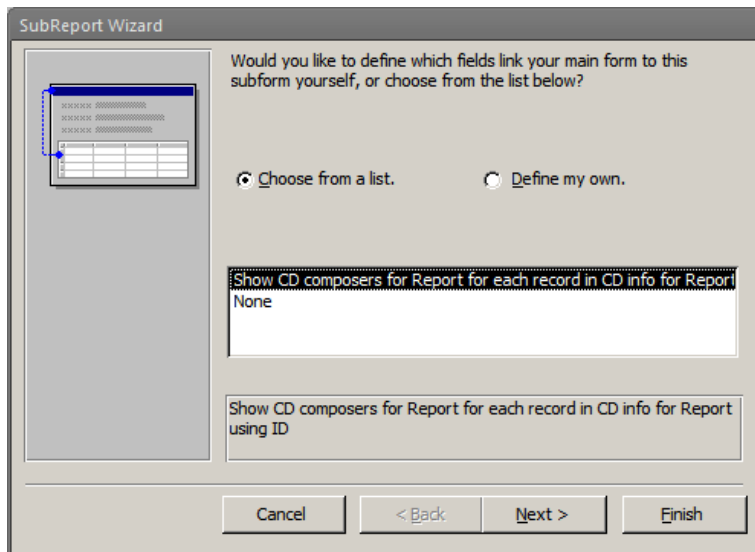 SubReport Wizard
Would you like to define which fields link your main form to this
subform yourself, or choose from the list below?
Choose from a list.
Define my own.
Show CD composers for Report for each record in CD info for Report
None
Show CD composers for Report for each record in CD info for Report
using ID
Cancel
< Back
Next >
Finish